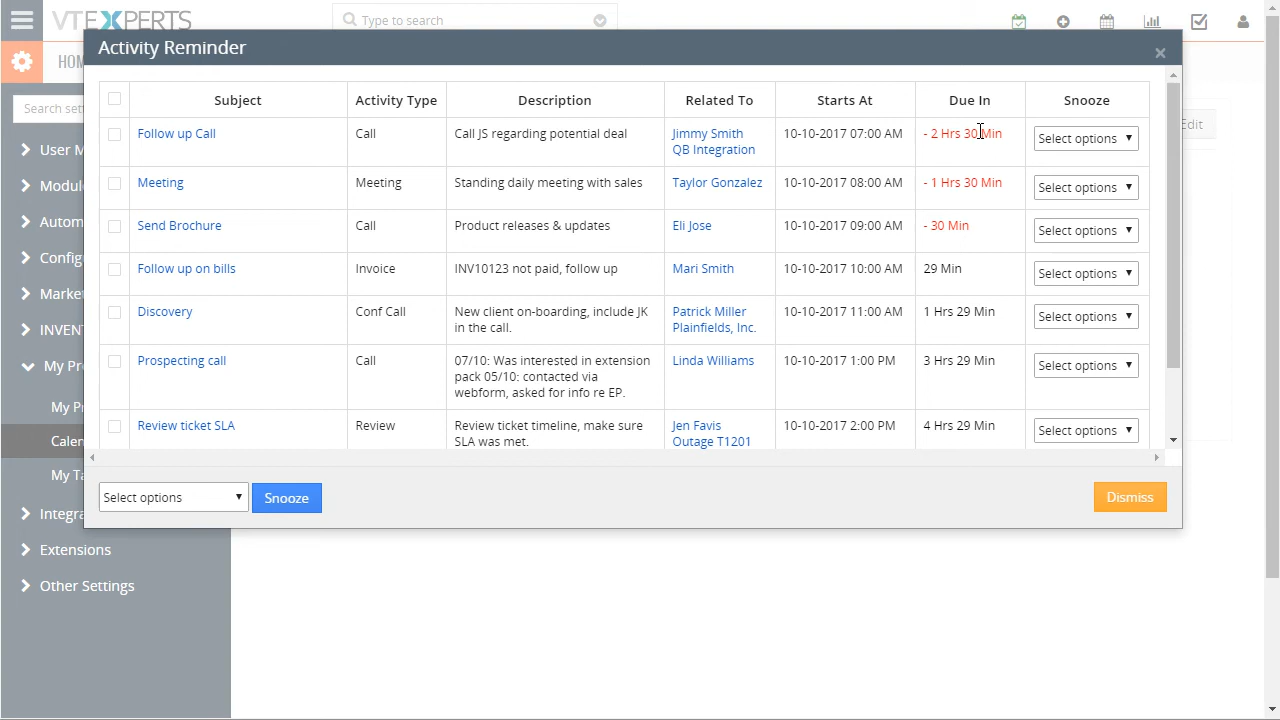 VTEXPERTS
Type to search
Activity Reminder
×
HOM
Search sett
Edit
User M
Modul
Autom
Config
Market
INVENT
My Pr
My Pr
Calen
My Ta
Integra
Extensions
Other Settings
Subject Activity Type Description Related To Starts At Due In Snooze
Follow up Call Call Call JS regarding potential deal Jimmy Smith 10-10-2017 07:00 AM - 2 Hrs 30 Min Select options
QB Integration
Meeting Meeting Standing daily meeting with sales Taylor Gonzalez 10-10-2017 08:00 AM - 1 Hrs 30 Min Select options
Send Brochure Call Product releases & updates Eli Jose 10-10-2017 09:00 AM - 30 Min Select options
Follow up on bills Invoice INV10123 not paid, follow up Mari Smith 10-10-2017 10:00 AM 29 Min Select options
Discovery Conf Call New client on-boarding, include JK Patrick Miller 10-10-2017 11:00 AM 1 Hrs 29 Min Select options
in the call. Plainfields, Inc.
Prospecting call Call 07/10: Was interested in extension Linda Williams 10-10-2017 1:00 PM 3 Hrs 29 Min Select options
pack 05/10: contacted via
webform, asked for info re EP.
Review ticket SLA Review Review ticket timeline, make sure Jen Favis 10-10-2017 2:00 PM 4 Hrs 29 Min Select options
SLA was met. Outage T1201
Select options Snooze Dismiss